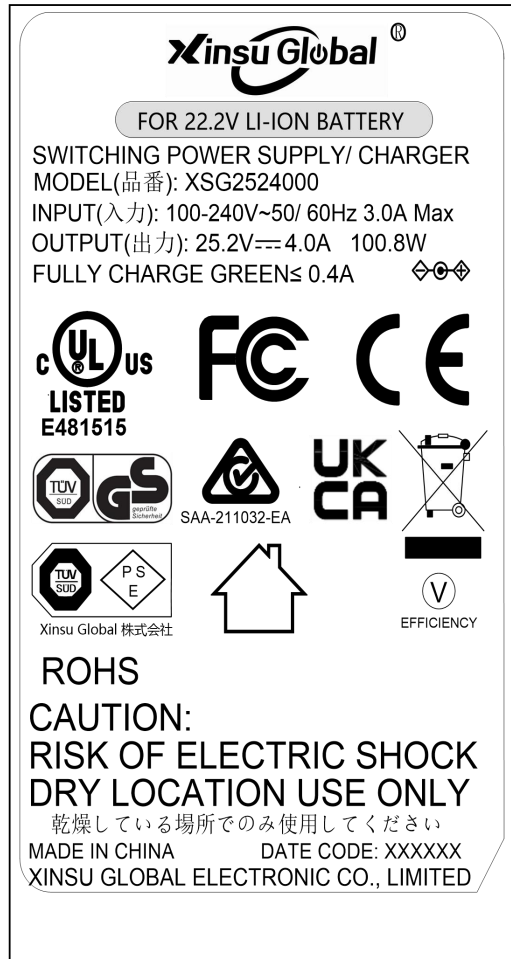 Xinsu Global ®
FOR 22.2V LI-ION BATTERY
SWITCHING POWER SUPPLY/ CHARGER
MODEL(品番): XSG2524000
INPUT(入力): 100-240V~50/ 60Hz 3.0A Max
OUTPUT(出力): 25.2V⎓4.0A 100.8W
FULLY CHARGE GREEN≤ 0.4A
C UL ® US
LISTED
E481515
FC
CE
TÜV
SÜD
GS
geprüfte
Sicherheit
SAA-211032-EA
UK
CA
TÜV
SÜD
P S
E
Xinsu Global 株式会社
V
EFFICIENCY
ROHS
CAUTION:
RISK OF ELECTRIC SHOCK
DRY LOCATION USE ONLY
乾燥している場所でのみ使用してください
MADE IN CHINA DATE CODE: XXXXXX
XINSU GLOBAL ELECTRONIC CO., LIMITED